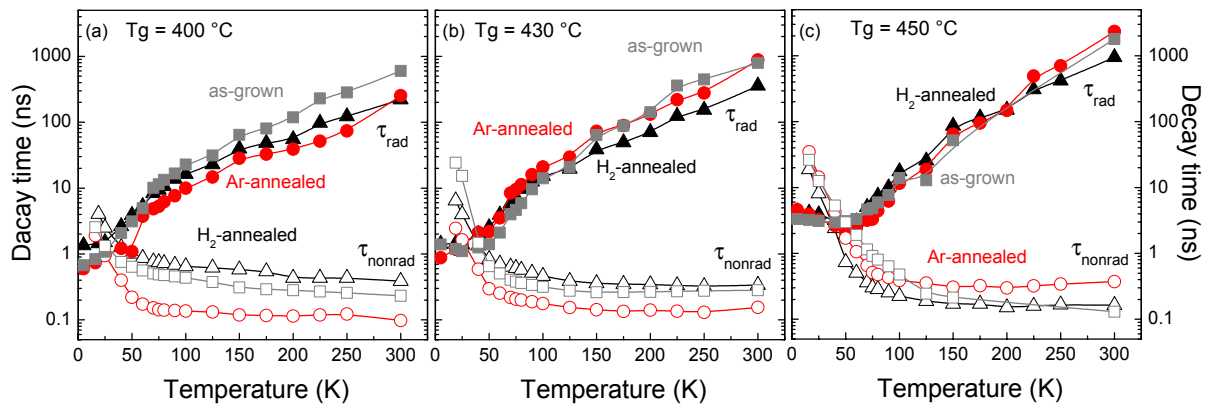 (a) Tg = 400 °C
(b) Tg = 430 °C
(c) Tg = 450 °C
Dacay time (ns)
1000
100
10
1
0.1
as-grown
τrad
Ar-annealed
H2-annealed
0 50 100 150 200 250 300
Temperature (K)
as-grown
Ar-annealed
τrad
H2-annealed
τnonrad
0 50 100 150 200 250 300
Temperature (K)
H2-annealed
τrad
as-grown
τnonrad
Ar-annealed
0 50 100 150 200 250 300
Temperature (K)
1000
100
10
1
0.1
Decay time (ns)